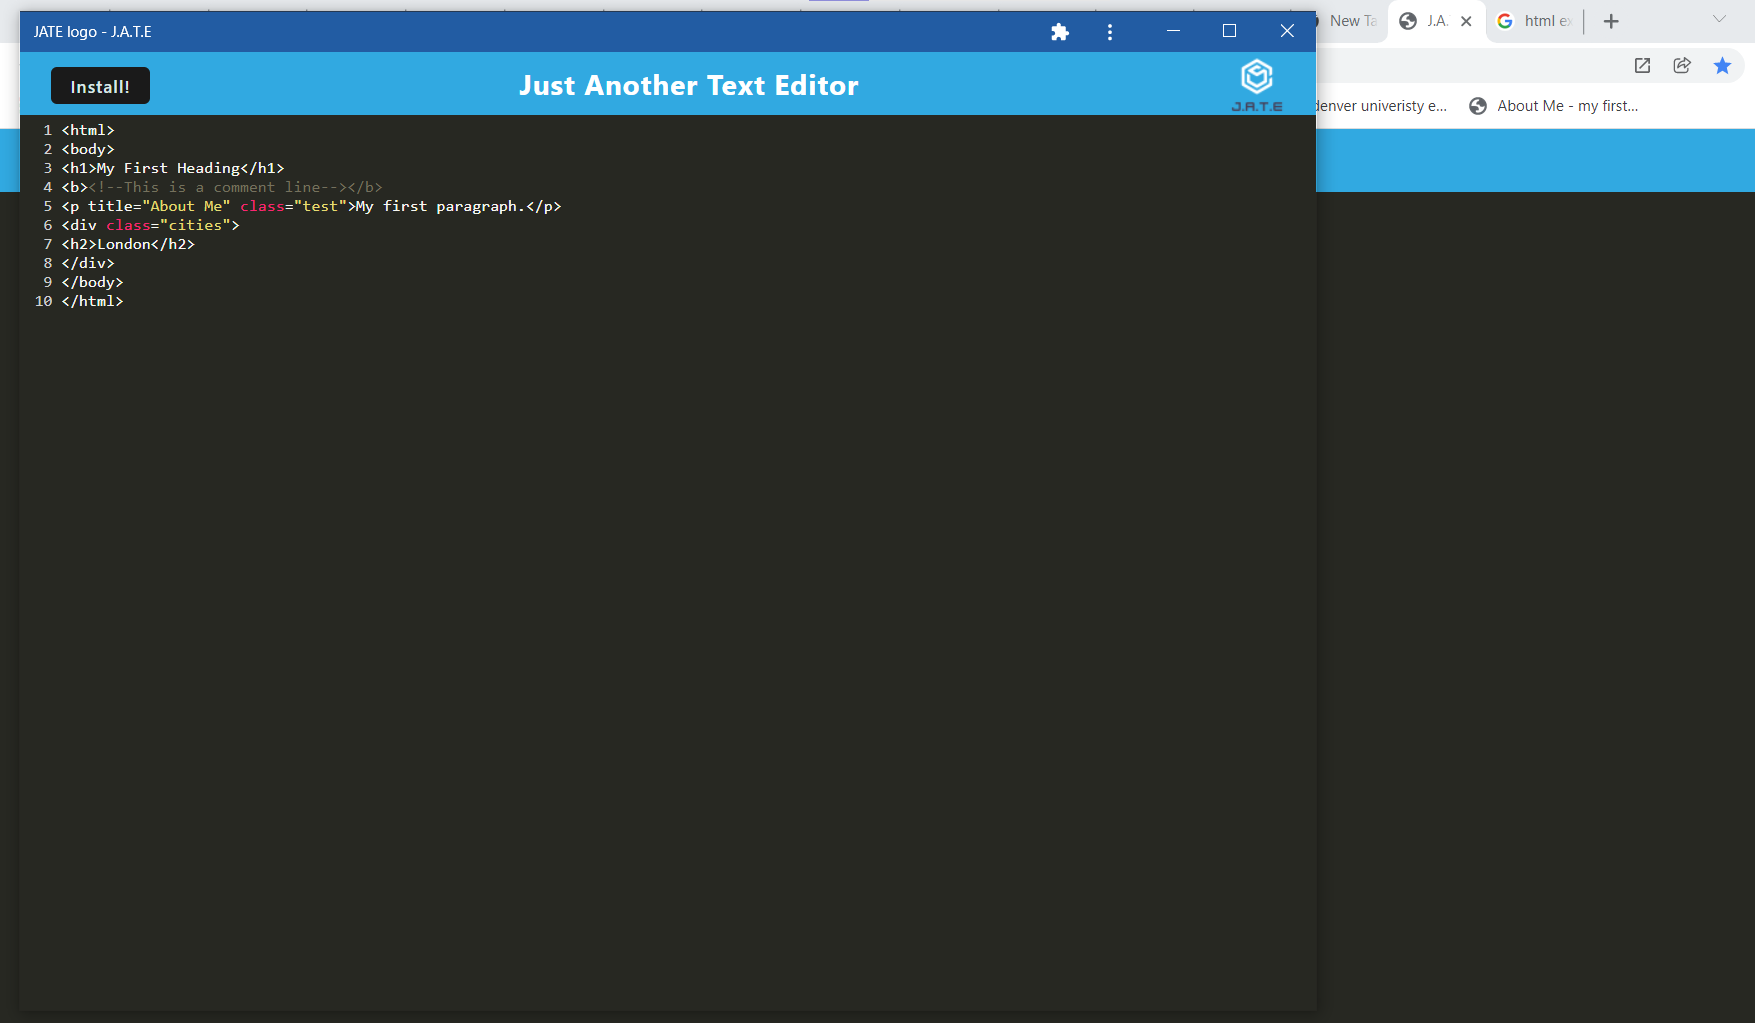 JATE logo - J.A.T.E
New Ta
J.A.
html ex
Install!
Just Another Text Editor
J.A.T.E
denver univeristy e...
About Me - my first...
1 <html>
2 <body>
3 <h1>My First Heading</h1>
4 <b><!--This is a comment line--></b>
5 <p title="About Me" class="test">My first paragraph.</p>
6 <div class="cities">
7 <h2>London</h2>
8 </div>
9 </body>
10 </html>